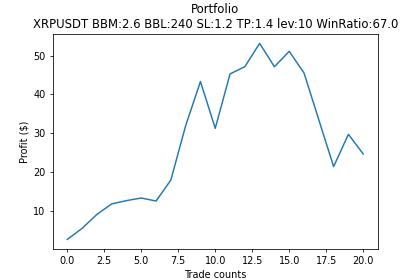 Portfolio
XRPUSDT BBM:2.6 BBL:240 SL:1.2 TP:1.4 lev:10 WinRatio:67.0
50
40
30
20
10
Profit ($)
0.0 2.5 5.0 7.5 10.0 12.5 15.0 17.5 20.0
Trade counts